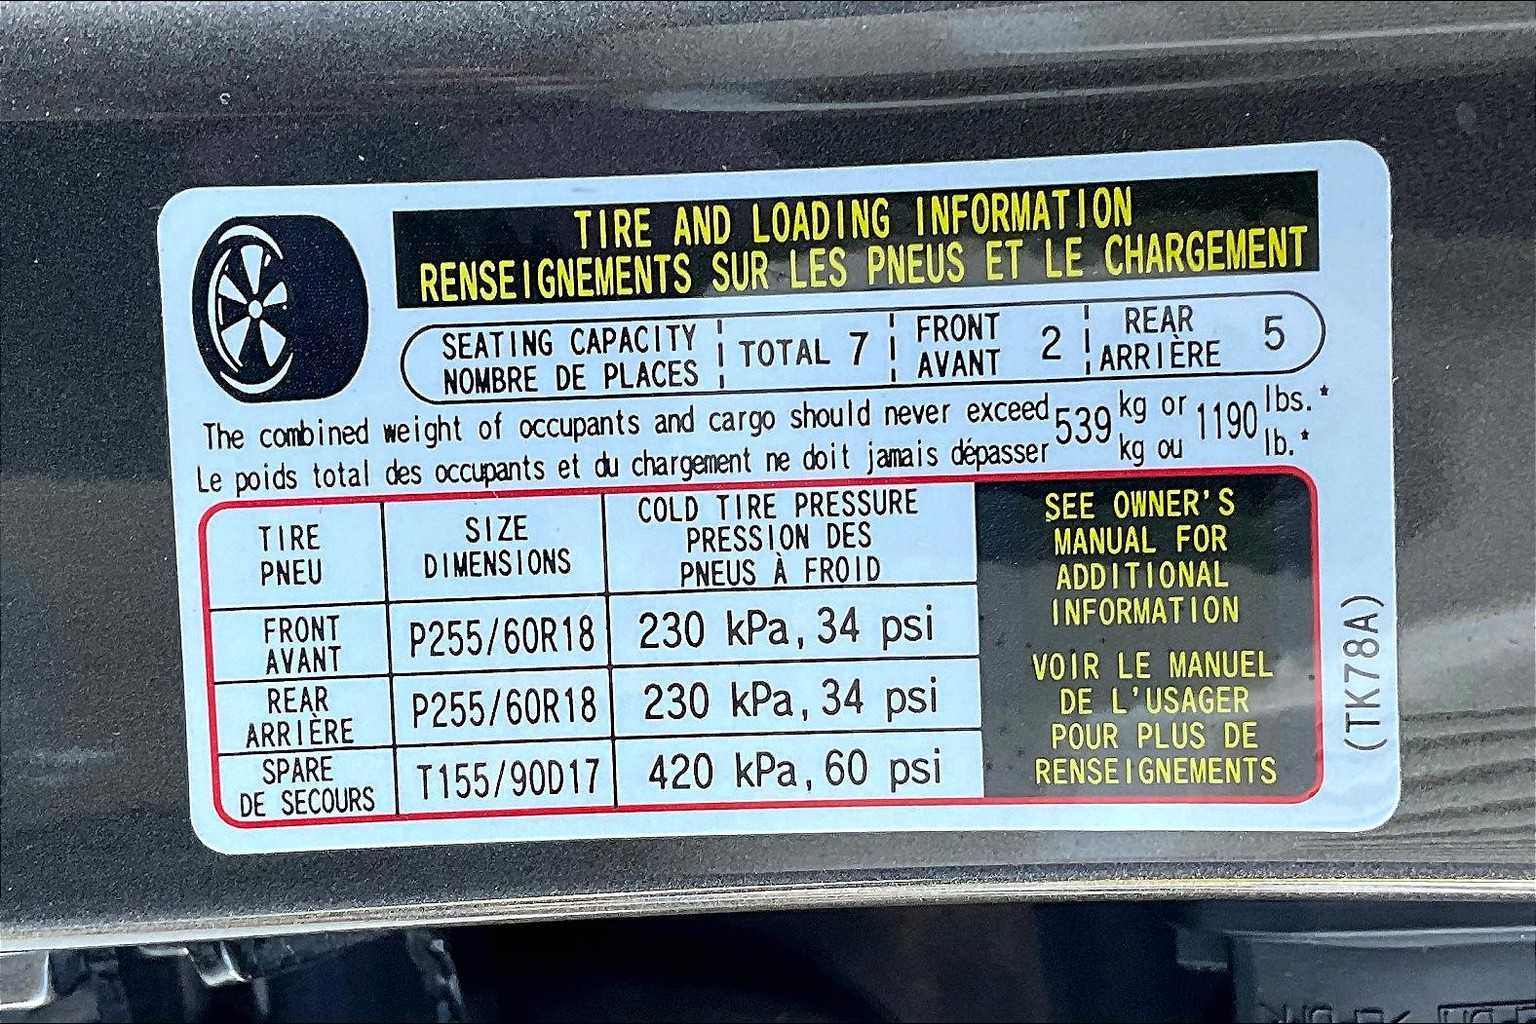 TIRE AND LOADING INFORMATION
RENSEIGNEMENTS SUR LES PNEUS ET LE CHARGEMENT
SEATING CAPACITY
NOMBRE DE PLACES
TOTAL 7
FRONT
AVANT
2
REAR
ARRIÈRE
5
The combined weight of occupants and cargo should never exceed 539 kg or 1190 lbs.*
Le poids total des occupants et du chargement ne doit jamais dépasser kg ou lb.*
TIRE
PNEU
SIZE
DIMENSIONS
COLD TIRE PRESSURE
PRESSION DES
PNEUS À FROID
FRONT
AVANT
P255/60R18
230 kPa, 34 psi
REAR
ARRIÈRE
P255/60R18
230 kPa, 34 psi
SPARE
DE SECOURS
T155/90D17
420 kPa, 60 psi
SEE OWNER'S
MANUAL FOR
ADDITIONAL
INFORMATION
VOIR LE MANUEL
DE L'USAGER
POUR PLUS DE
RENSEIGNEMENTS
(TK78A)